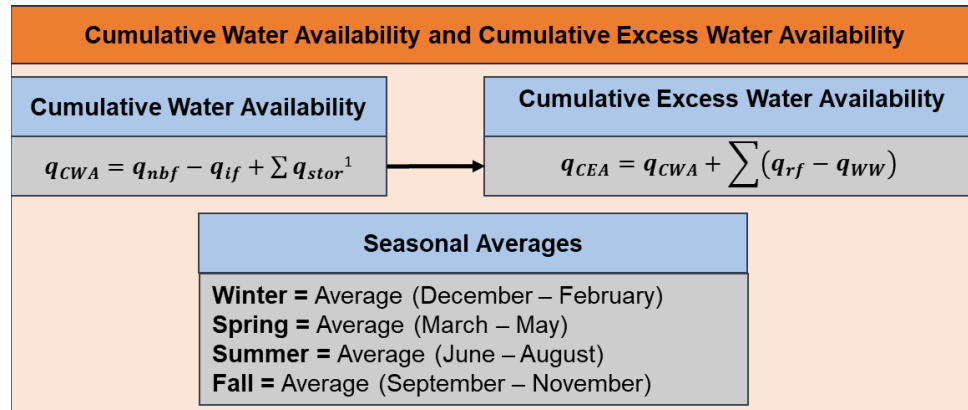 Cumulative Water Availability and Cumulative Excess Water Availability
Cumulative Water Availability
q_CWA = q_nbf − q_if + ∑ q_stor¹
Cumulative Excess Water Availability
q_CEA = q_CWA + ∑(q_rf − q_WW)
Seasonal Averages
Winter = Average (December – February)
Spring = Average (March – May)
Summer = Average (June – August)
Fall = Average (September – November)